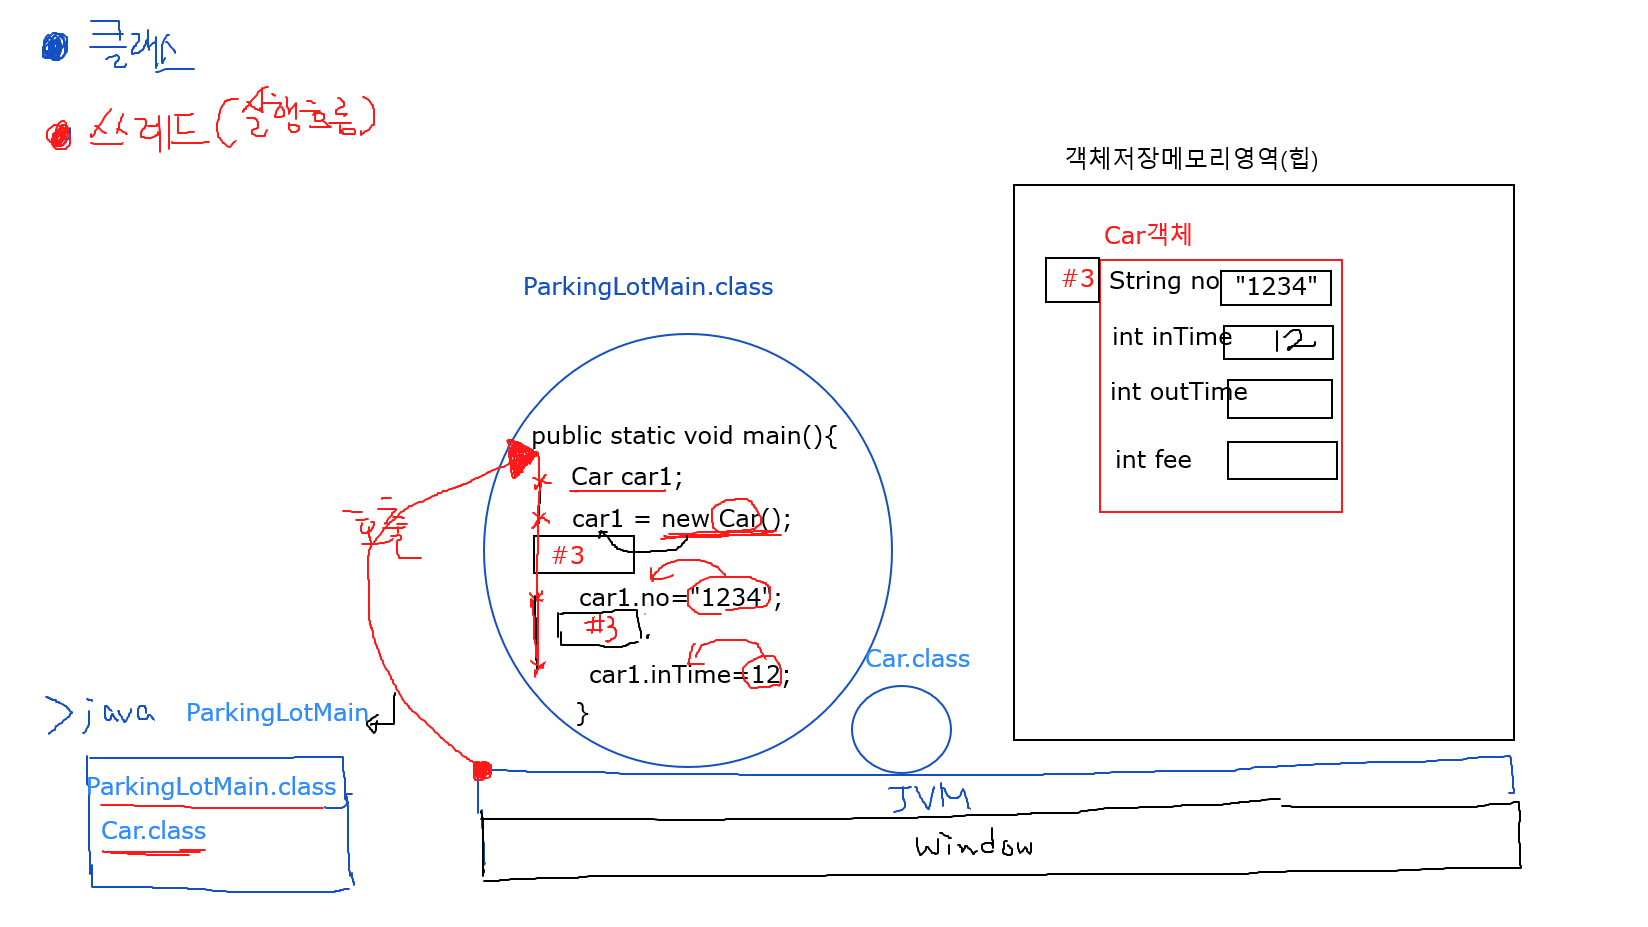 클래스
쓰레드(실행흐름)
객체저장메모리영역(힙)
Car객체
#3
String no "1234"
int inTime 12
int outTime
int fee
ParkingLotMain.class
public static void main(){
Car car1;
car1 = new Car();
#3
car1.no="1234";
#3 .
car1.inTime=12;
}
Car.class
>java ParkingLotMain
ParkingLotMain.class
Car.class
JVM
Window